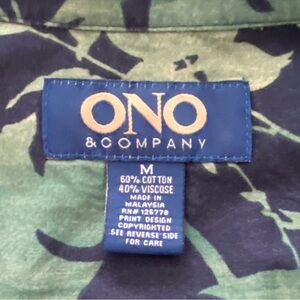 ONO
& COMPANY
M
60% COTTON
40% VISCOSE
MADE IN
MALAYSIA
RN# 125778
PRINT DESIGN
COPYRIGHTED
SEE REVERSE SIDE
FOR CARE